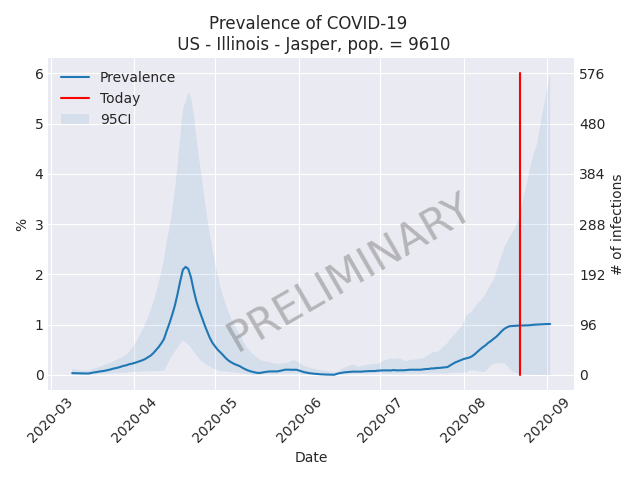 Prevalence of COVID-19
US - Illinois - Jasper, pop. = 9610
Prevalence
Today
95CI
PRELIMINARY
%
6
5
4
3
2
1
0
576
480
384
288
192
96
0
# of infections
2020-03
2020-04
2020-05
2020-06
2020-07
2020-08
2020-09
Date